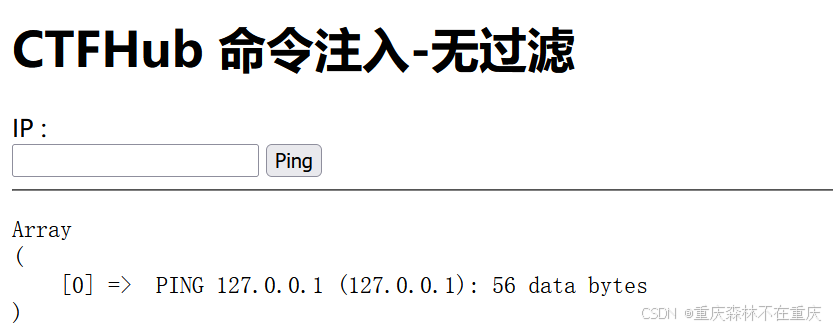 CTFHub 命令注入-无过滤
IP :
Ping
Array
(
    [0] =>  PING 127.0.0.1 (127.0.0.1): 56 data bytes
)
CSDN @重庆森林不在重庆